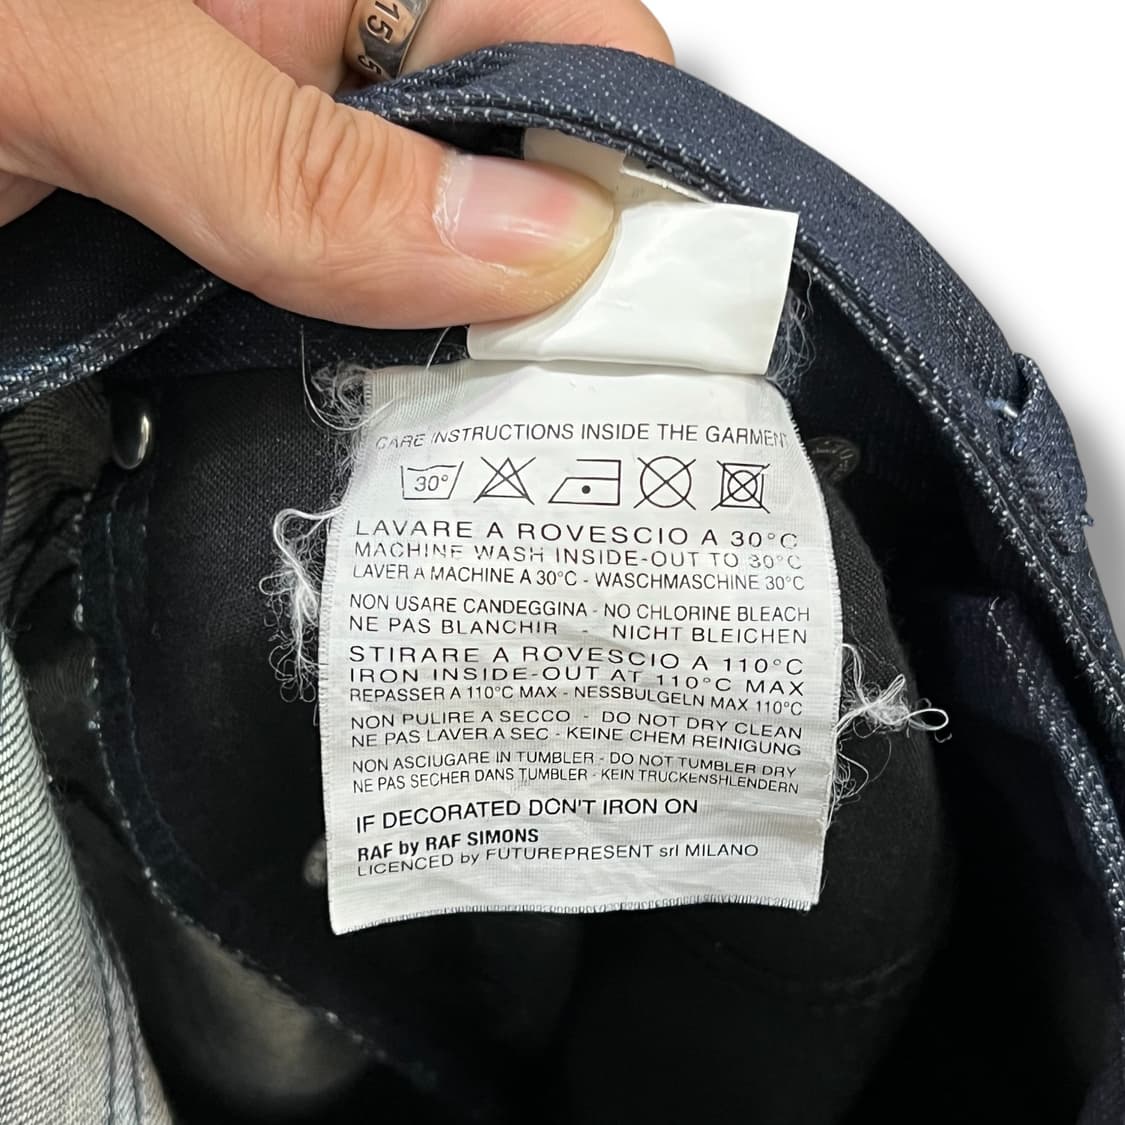 15 5
CARE INSTRUCTIONS INSIDE THE GARMENT
30°
LAVARE A ROVESCIO A 30°C
MACHINE WASH INSIDE-OUT TO 30°C
LAVER A MACHINE A 30°C - WASCHMASCHINE 30°C
NON USARE CANDEGGINA - NO CHLORINE BLEACH
NE PAS BLANCHIR - NICHT BLEICHEN
STIRARE A ROVESCIO A 110°C
IRON INSIDE-OUT AT 110°C MAX
REPASSER A 110°C MAX - NESSBULGELN MAX 110°C
NON PULIRE A SECCO - DO NOT DRY CLEAN
NE PAS LAVER A SEC - KEINE CHEM REINIGUNG
NON ASCIUGARE IN TUMBLER - DO NOT TUMBLER DRY
NE PAS SECHER DANS TUMBLER - KEIN TRUCKENSHLENDERN
IF DECORATED DON'T IRON ON
RAF by RAF SIMONS
LICENCED by FUTUREPRESENT srl MILANO